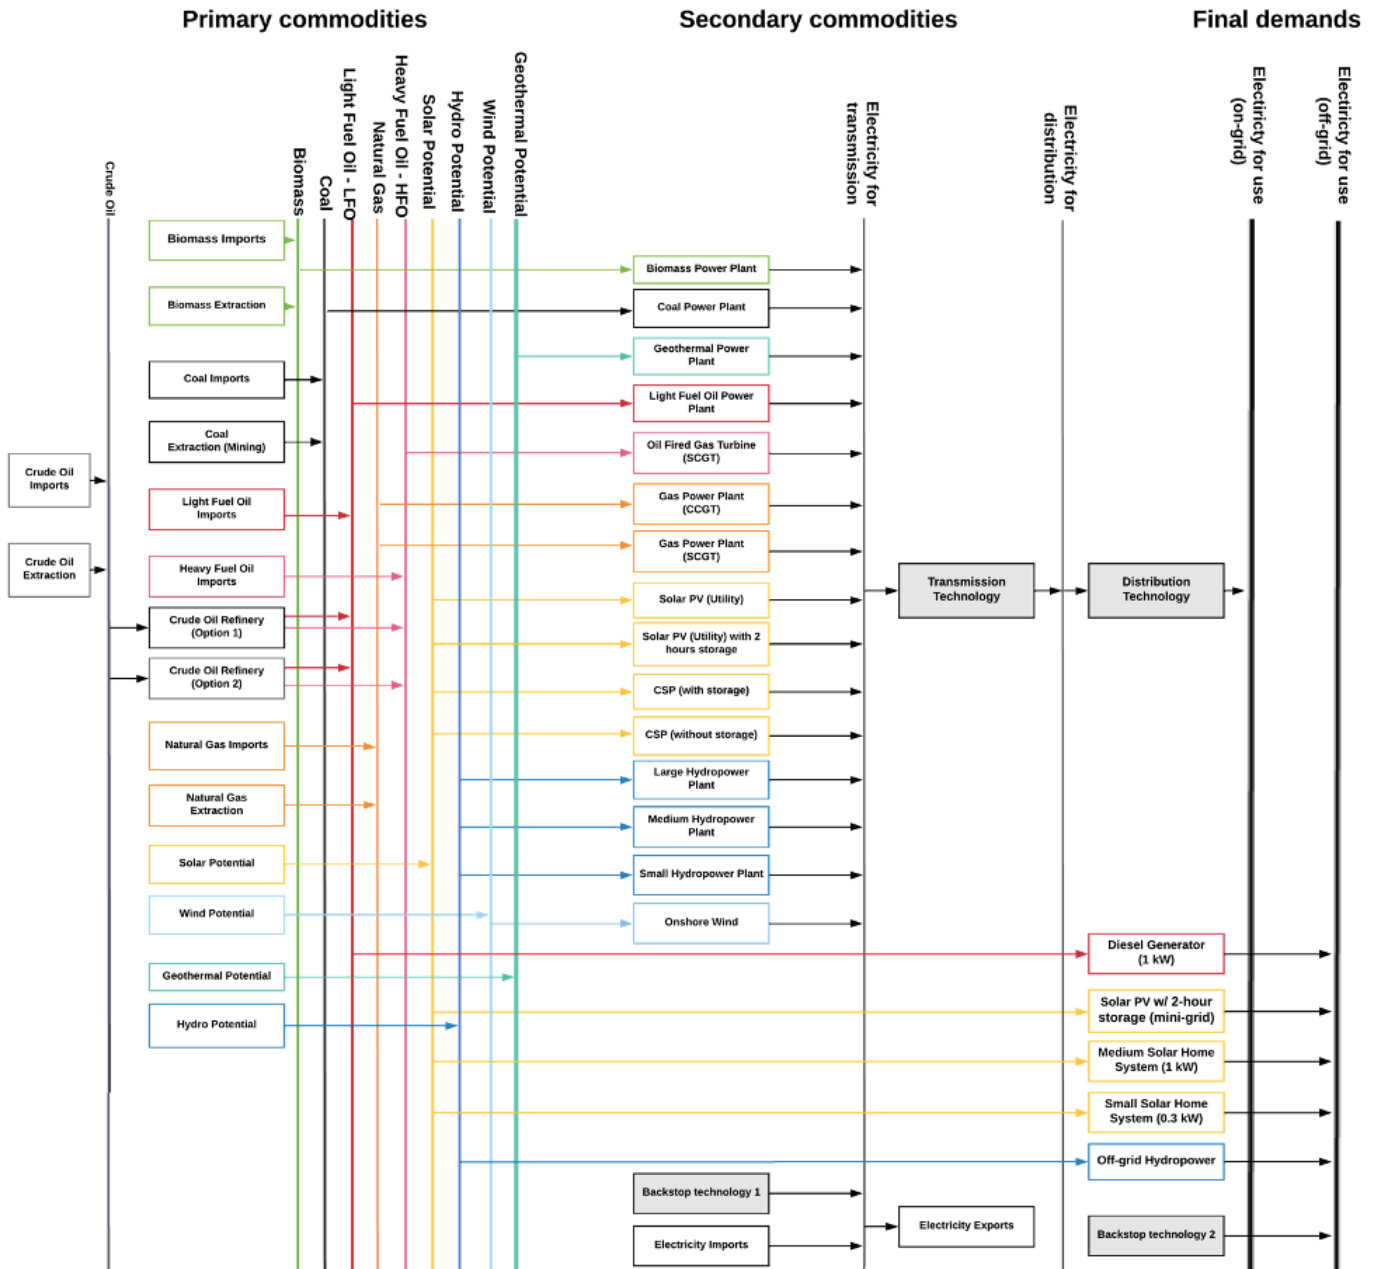 Primary commodities
Secondary commodities
Final demands
Crude Oil
Biomass
Coal
Light Fuel Oil - LFO
Natural Gas
Heavy Fuel Oil - HFO
Solar Potential
Hydro Potential
Wind Potential
Geothermal Potential
Electricity for
transmission
Electricity for
distribution
Electiricty for use
(on-grid)
Electiricty for use
(off-grid)
Crude Oil
Imports
Crude Oil
Extraction
Biomass Imports
Biomass Extraction
Coal Imports
Coal
Extraction (Mining)
Light Fuel Oil
Imports
Heavy Fuel Oil
Imports
Crude Oil Refinery
(Option 1)
Crude Oil Refinery
(Option 2)
Natural Gas Imports
Natural Gas
Extraction
Solar Potential
Wind Potential
Geothermal Potential
Hydro Potential
Biomass Power Plant
Coal Power Plant
Geothermal Power
Plant
Light Fuel Oil Power
Plant
Oil Fired Gas Turbine
(SCGT)
Gas Power Plant
(CCGT)
Gas Power Plant
(SCGT)
Solar PV (Utility)
Solar PV (Utility) with 2
hours storage
CSP (with storage)
CSP (without storage)
Large Hydropower
Plant
Medium Hydropower
Plant
Small Hydropower Plant
Onshore Wind
Backstop technology 1
Electricity Imports
Transmission
Technology
Electricity Exports
Distribution
Technology
Diesel Generator
(1 kW)
Solar PV w/ 2-hour
storage (mini-grid)
Medium Solar Home
System (1 kW)
Small Solar Home
System (0.3 kW)
Off-grid Hydropower
Backstop technology 2